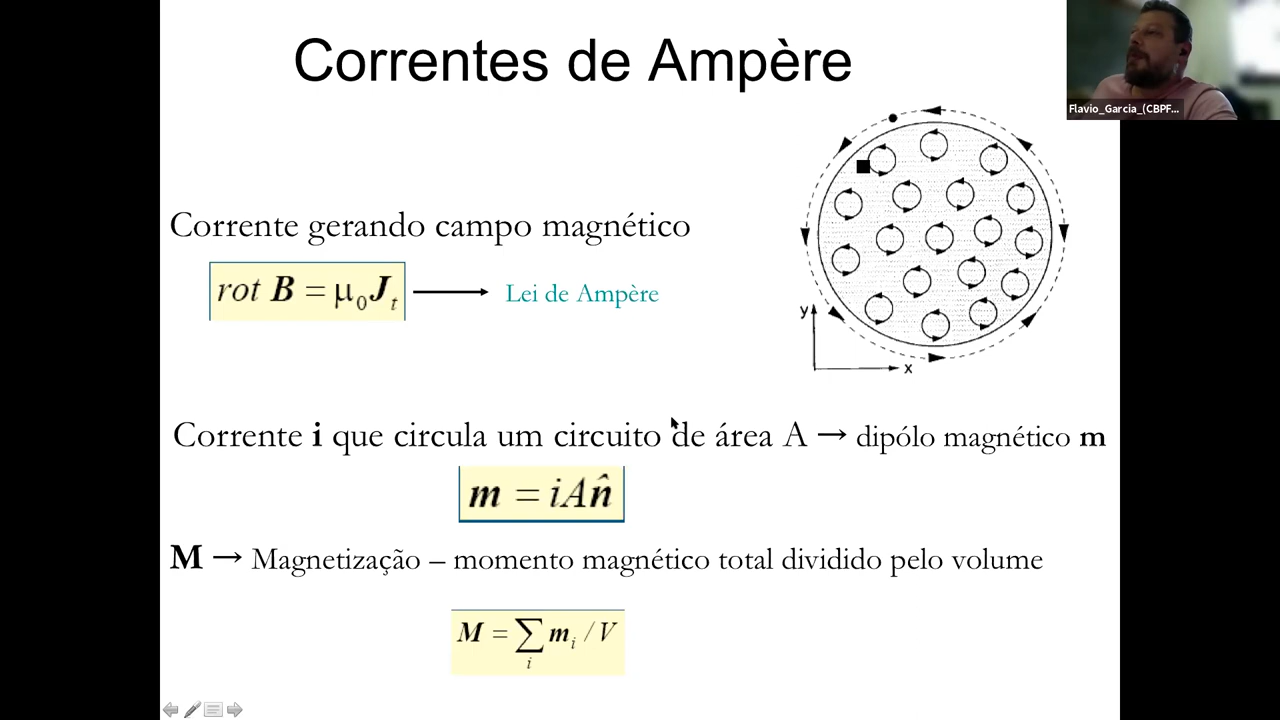 Correntes de Ampère
Flavio_Garcia_(CBPF...
Corrente gerando campo magnético
rot B = μ₀Jₜ
Lei de Ampère
y
x
Corrente i que circula um circuito de área A → dipólo magnético m
m = iAn̂
M → Magnetização – momento magnético total dividido pelo volume
M = ∑ mᵢ / V
i